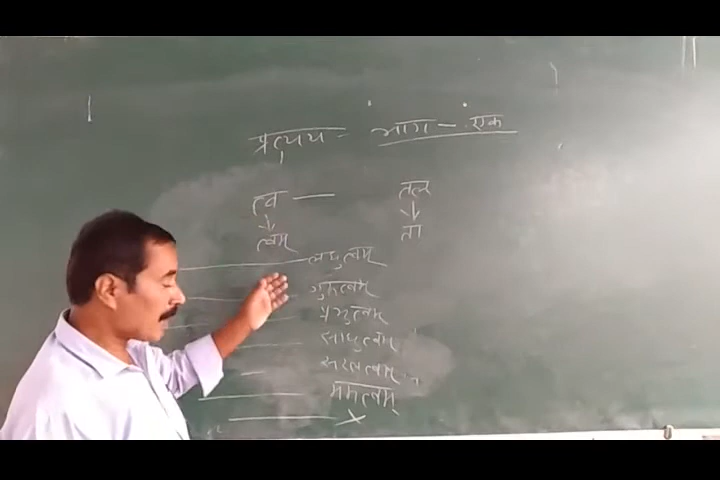 प्रत्यय - भाग - एक
त्व — तल
त्वम् ता
लघुत्वम्
गुरुत्वम्
प्रभुत्वम्
साधुत्वम्
सरलत्वम्
ममत्वम्